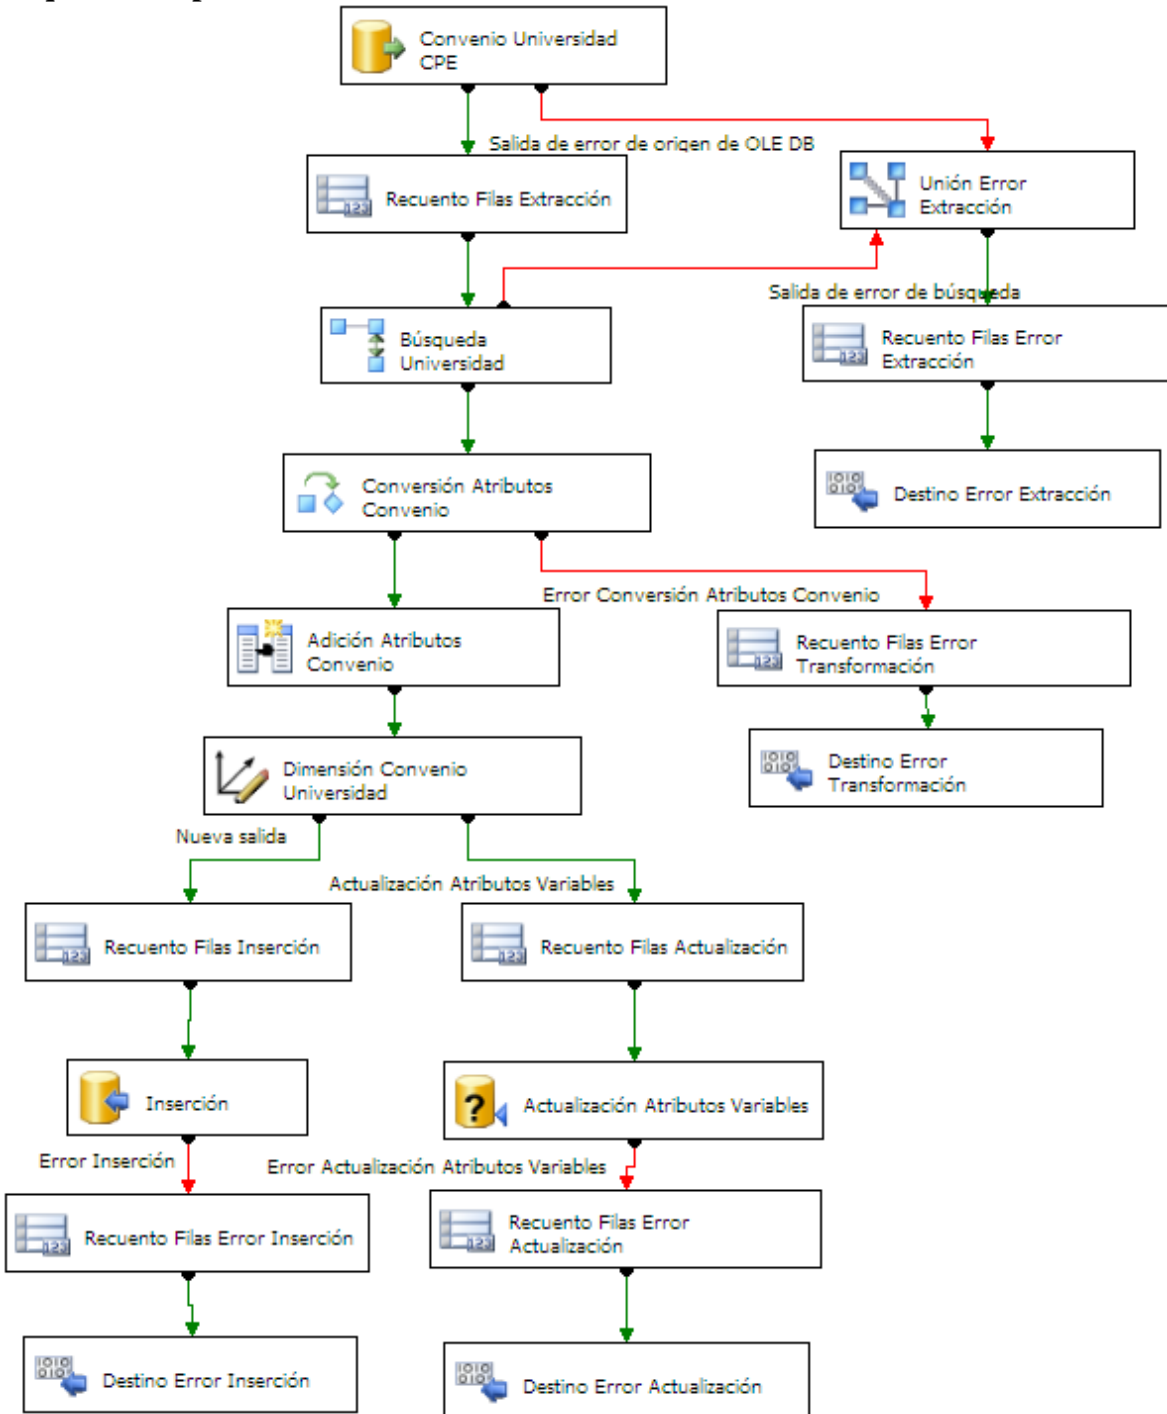 Convenio Universidad
CPE
Salida de error de origen de OLE DB
Recuento Filas Extracción
Unión Error
Extracción
Salida de error de búsqueda
Búsqueda
Universidad
Recuento Filas Error
Extracción
Conversión Atributos
Convenio
Destino Error Extracción
Error Conversión Atributos Convenio
Adición Atributos
Convenio
Recuento Filas Error
Transformación
Dimensión Convenio
Universidad
Destino Error
Transformación
Nueva salida
Actualización Atributos Variables
Recuento Filas Inserción
Recuento Filas Actualización
Inserción
Actualización Atributos Variables
Error Inserción
Error Actualización Atributos Variables
Recuento Filas Error Inserción
Recuento Filas Error
Actualización
Destino Error Inserción
Destino Error Actualización